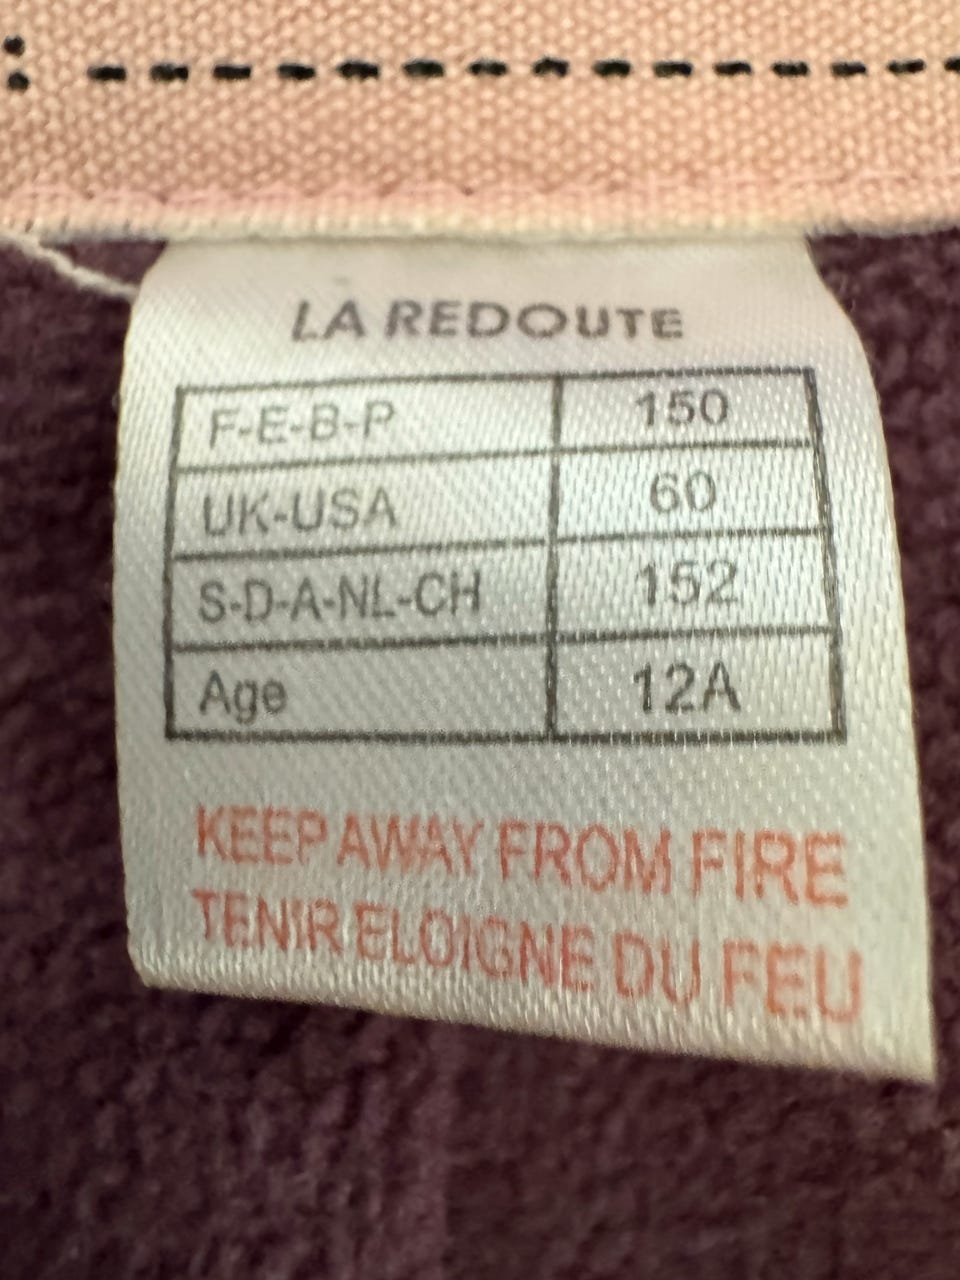 LA REDOUTE
F-E-B-P 150
UK-USA 60
S-D-A-NL-CH 152
Age 12A
KEEP AWAY FROM FIRE
TENIR ELOIGNE DU FEU